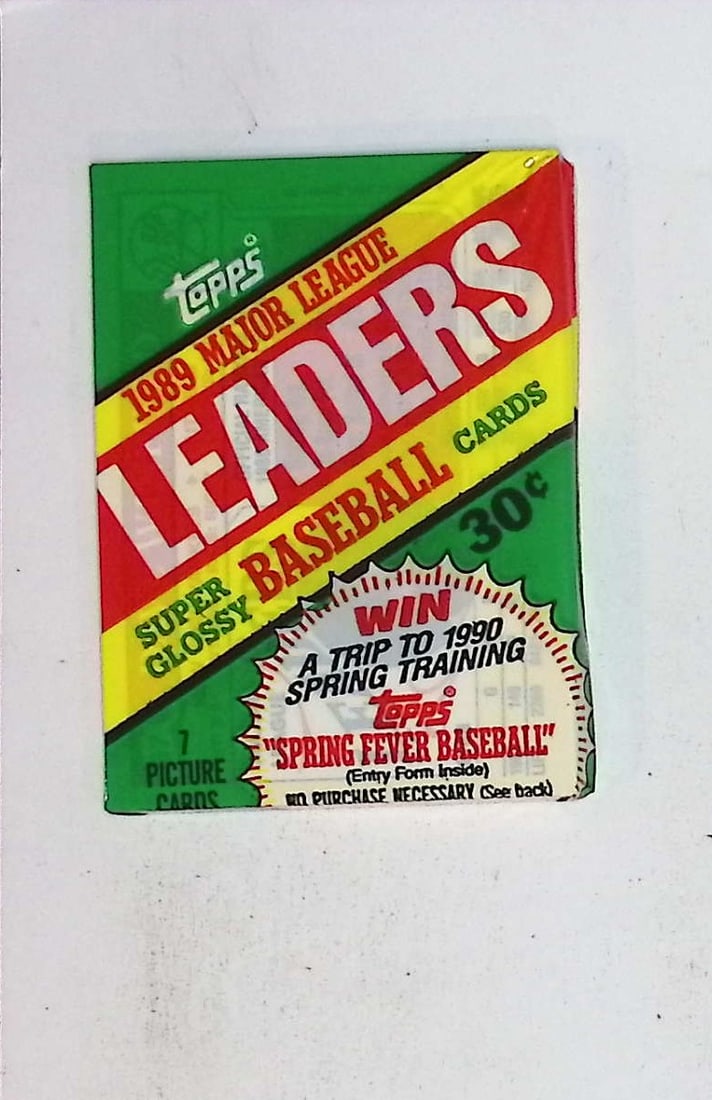 Topps®
1989 MAJOR LEAGUE
LEADERS
SUPER
GLOSSY BASEBALL CARDS
30¢
WIN
A TRIP TO 1990
SPRING TRAINING
Topps®
"SPRING FEVER BASEBALL"
(Entry Form Inside)
NO PURCHASE NECESSARY (See back)
7
PICTURE
CARDS